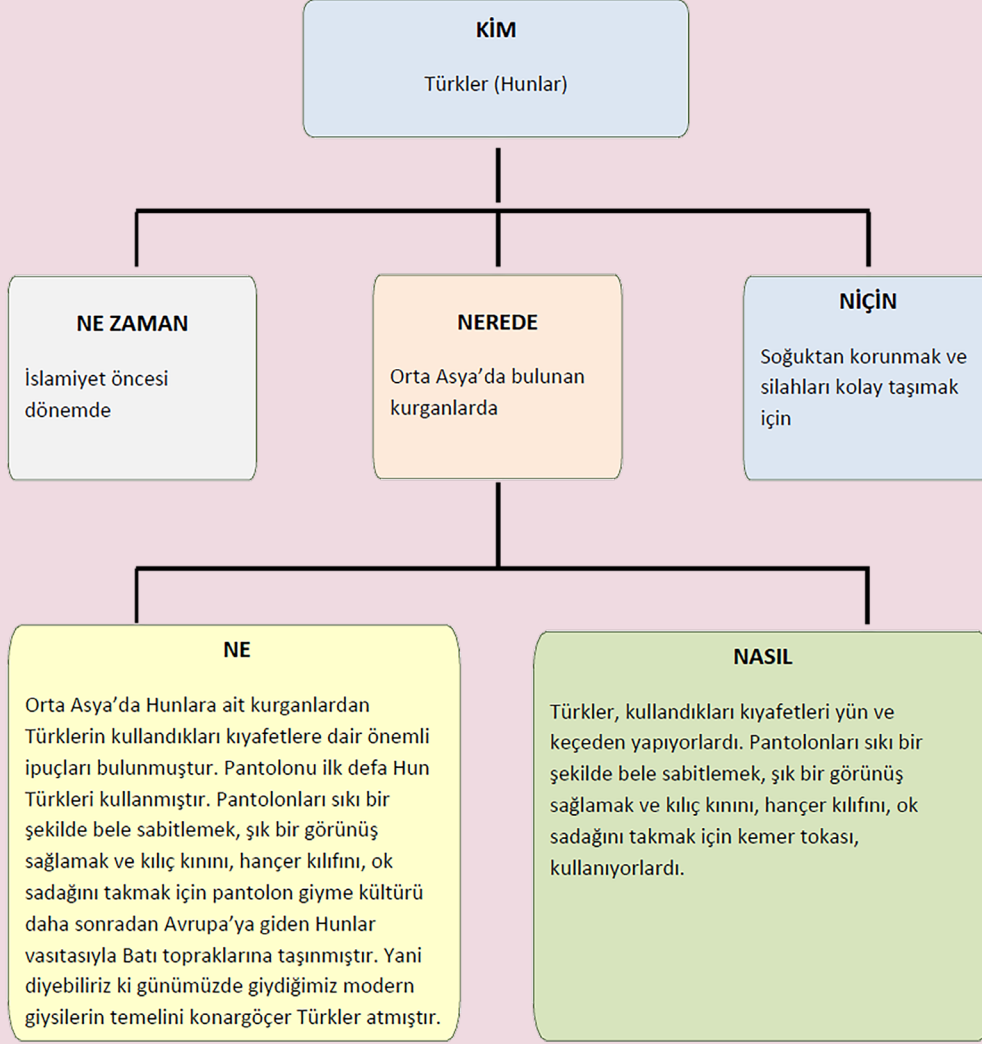 KİM
Türkler (Hunlar)
NE ZAMAN
İslamiyet öncesi
dönemde
NEREDE
Orta Asya’da bulunan
kurganlarda
NİÇİN
Soğuktan korunmak ve
silahları kolay taşımak
için
NE
Orta Asya’da Hunlara ait kurganlardan
Türklerin kullandıkları kıyafetlere dair önemli
ipuçları bulunmuştur. Pantolonu ilk defa Hun
Türkleri kullanmıştır. Pantolonları sıkı bir
şekilde bele sabitlemek, şık bir görünüş
sağlamak ve kılıç kınını, hançer kılıfını, ok
sadağını takmak için pantolon giyme kültürü
daha sonradan Avrupa’ya giden Hunlar
vasıtasıyla Batı topraklarına taşınmıştır. Yani
diyebiliriz ki günümüzde giydiğimiz modern
giysilerin temelini konargöçer Türkler atmıştır.
NASIL
Türkler, kullandıkları kıyafetleri yün ve
keçeden yapıyorlardı. Pantolonları sıkı bir
şekilde bele sabitlemek, şık bir görünüş
sağlamak ve kılıç kınını, hançer kılıfını, ok
sadağını takmak için kemer tokası,
kullanıyorlardı.